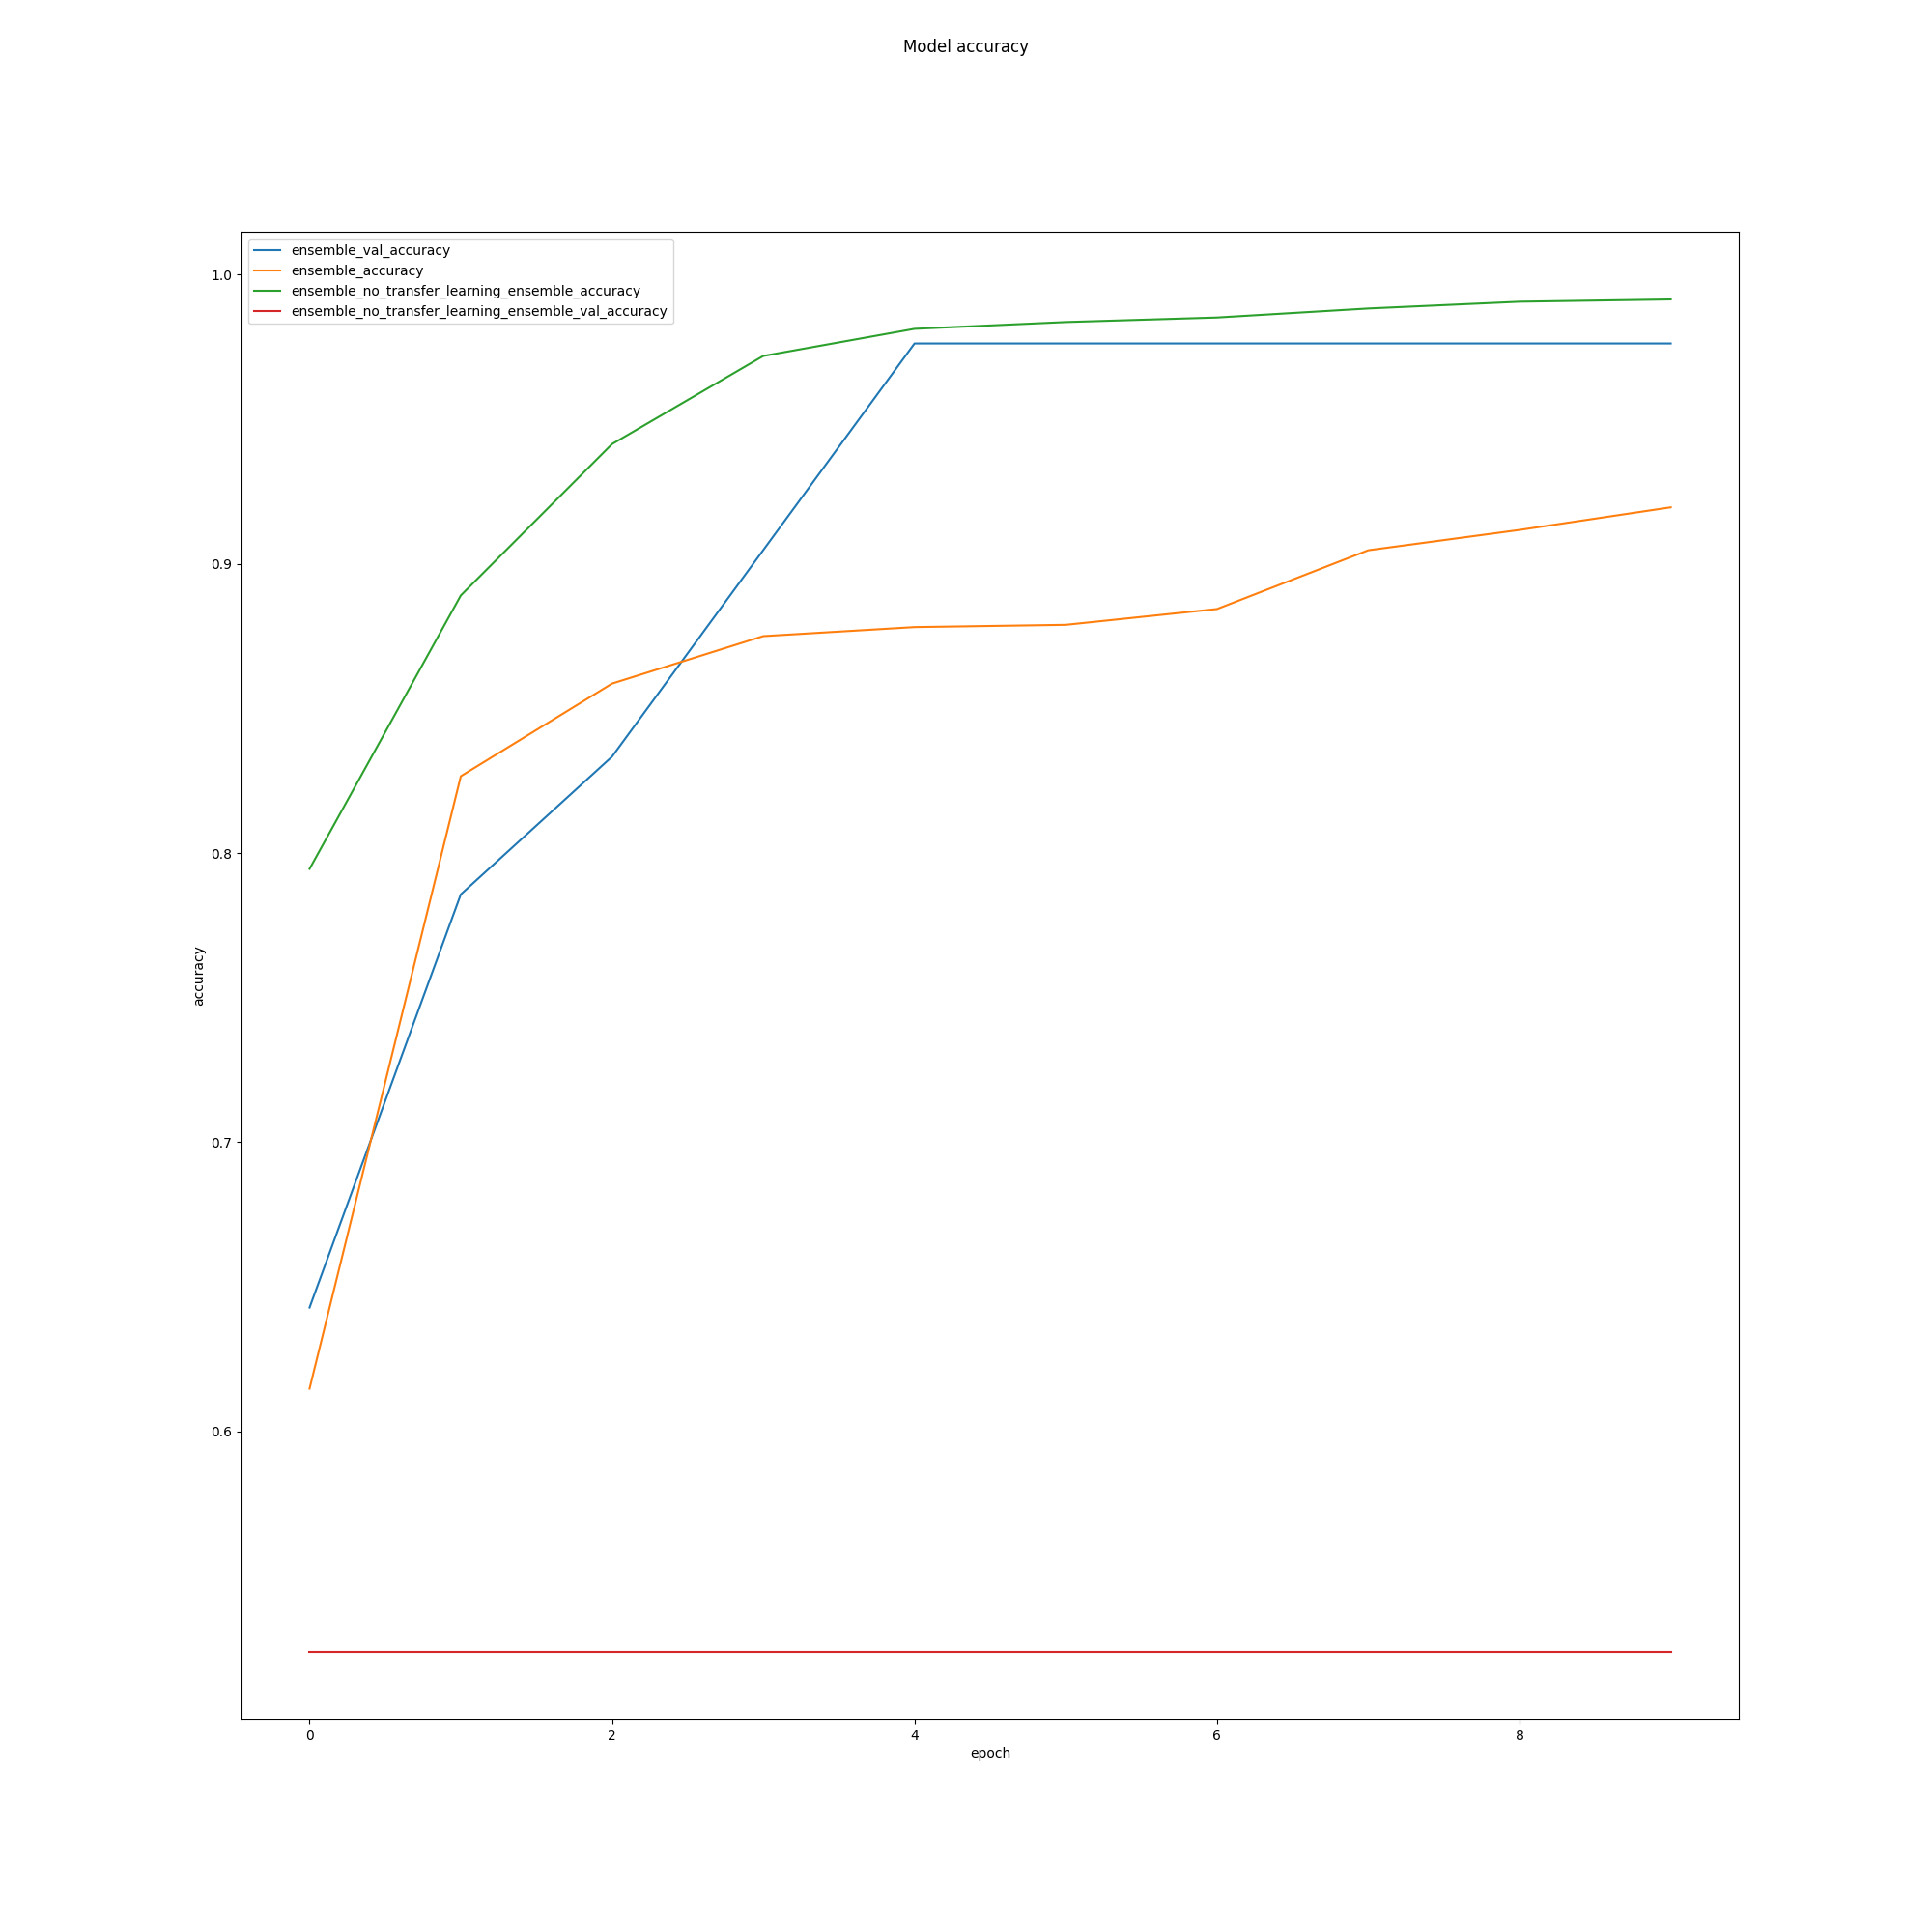 Model accuracy
ensemble_val_accuracy
ensemble_accuracy
ensemble_no_transfer_learning_ensemble_accuracy
ensemble_no_transfer_learning_ensemble_val_accuracy
1.0
0.9
0.8
0.7
0.6
accuracy
0 2 4 6 8
epoch